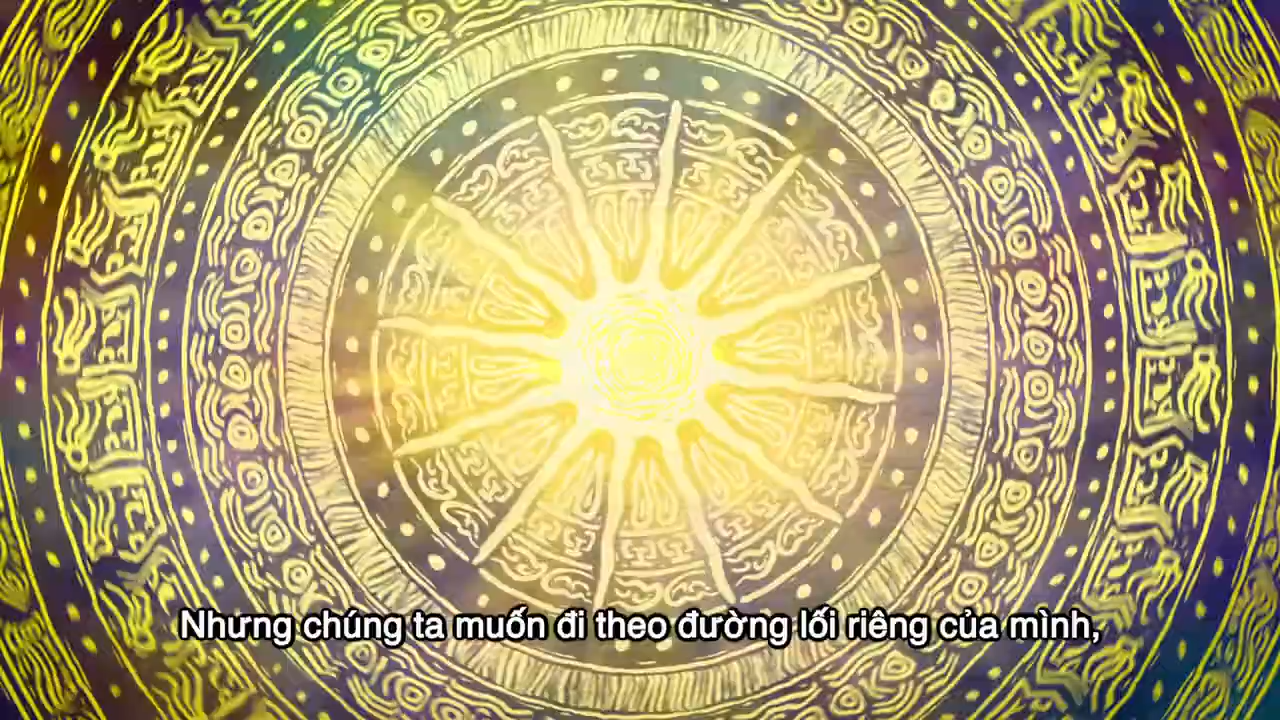 Nhưng chúng ta muốn đi theo đường lối riêng của mình,